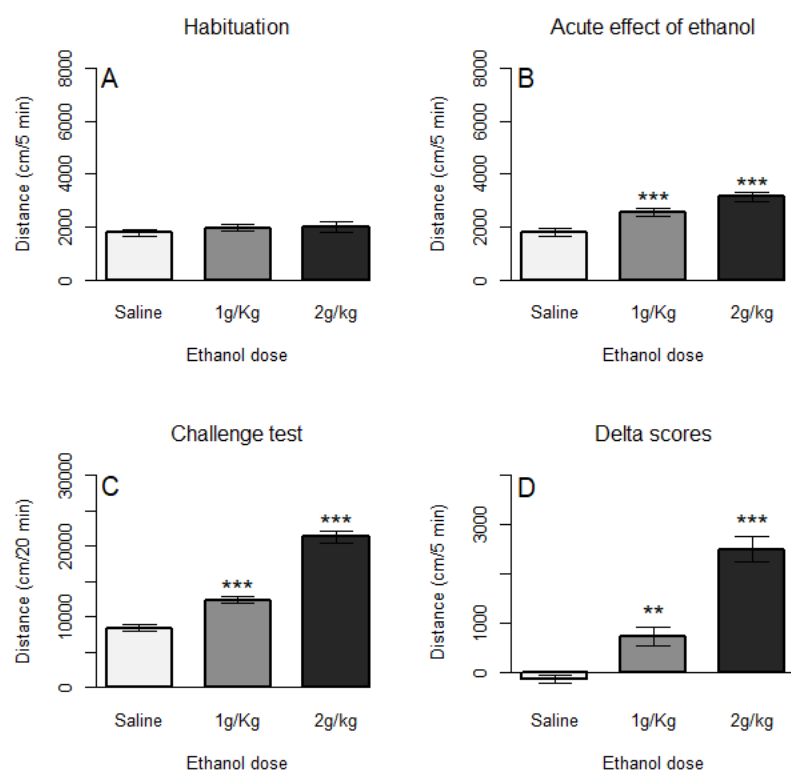 Habituation
A
Distance (cm/5 min)
8000
6000
4000
2000
0
Saline 1g/Kg 2g/kg
Ethanol dose
Acute effect of ethanol
B
Distance (cm/5 min)
8000
6000
4000
2000
0
*** ***
Saline 1g/Kg 2g/kg
Ethanol dose
Challenge test
C
Distance (cm/20 min)
30000
20000
10000
0
*** ***
Saline 1g/Kg 2g/kg
Ethanol dose
Delta scores
D
Distance (cm/5 min)
3000
1000
0
** ***
Saline 1g/Kg 2g/kg
Ethanol dose